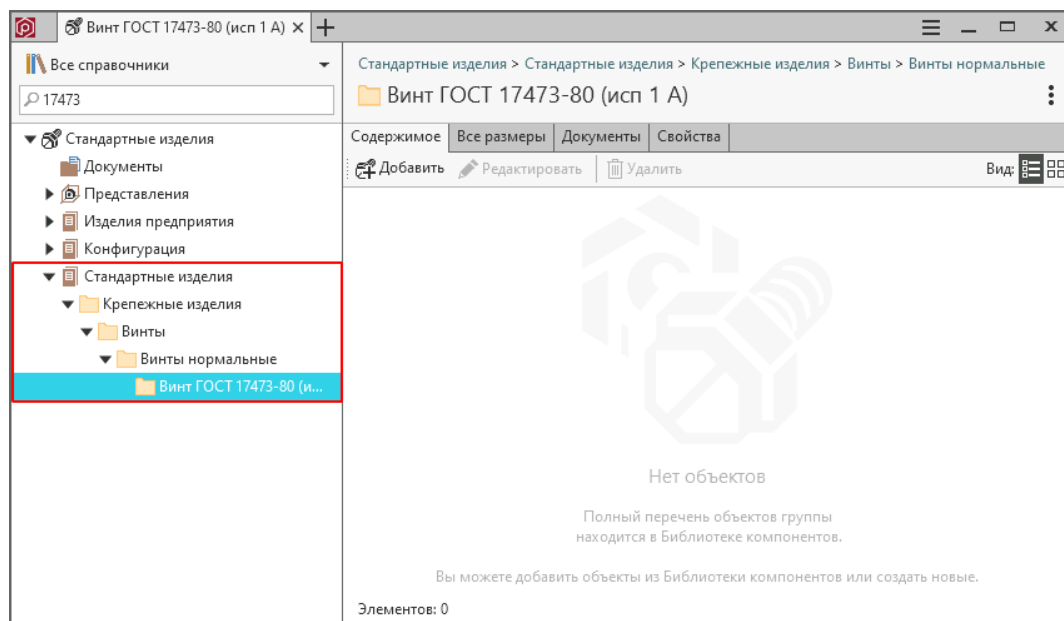 Винт ГОСТ 17473-80 (исп 1 А)
Все справочники
17473
Стандартные изделия
Документы
Представления
Изделия предприятия
Конфигурация
Стандартные изделия
Крепежные изделия
Винты
Винты нормальные
Винт ГОСТ 17473-80 (и...
Стандартные изделия > Стандартные изделия > Крепежные изделия > Винты > Винты нормальные
Винт ГОСТ 17473-80 (исп 1 А)
Содержимое Все размеры Документы Свойства
Добавить Редактировать Удалить Вид:
Нет объектов
Полный перечень объектов группы
находится в Библиотеке компонентов.
Вы можете добавить объекты из Библиотеки компонентов или создать новые.
Элементов: 0